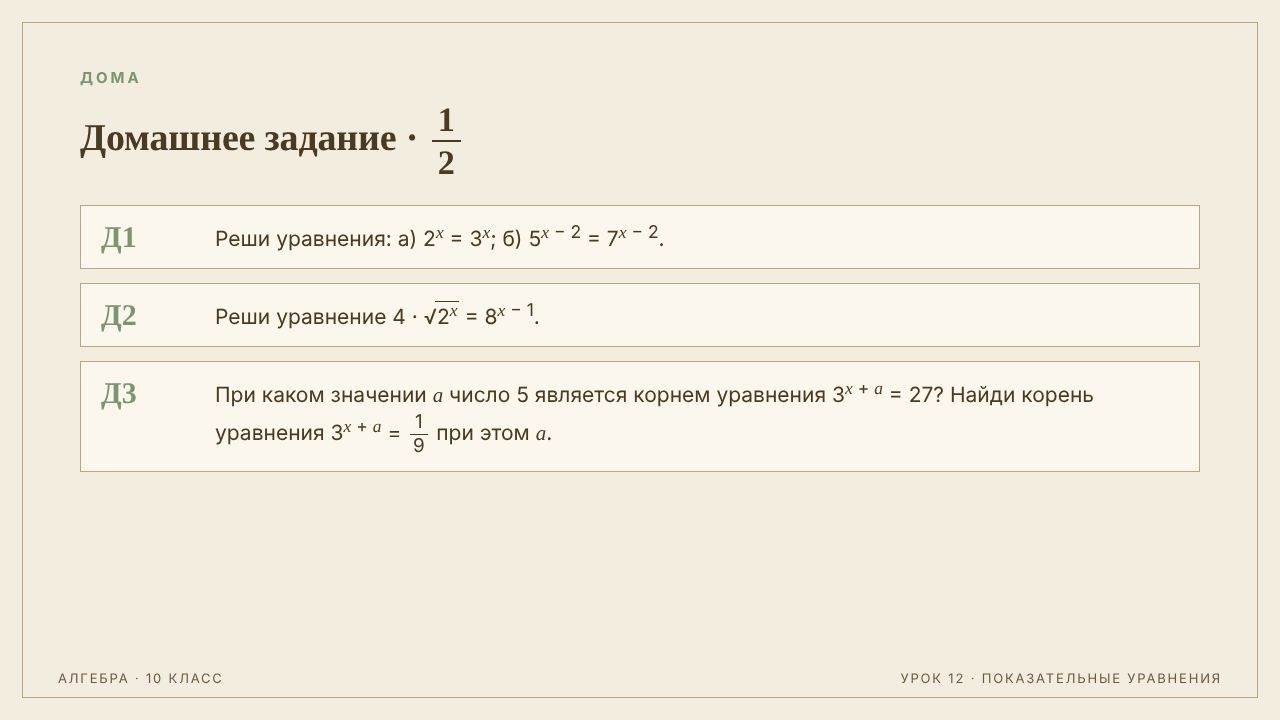 ДОМА
Домашнее задание · 1/2
Д1 Реши уравнения: а) 2^x = 3^x; б) 5^(x − 2) = 7^(x − 2).
Д2 Реши уравнение 4 · √(2^x) = 8^(x − 1).
Д3 При каком значении a число 5 является корнем уравнения 3^(x + a) = 27? Найди корень
уравнения 3^(x + a) = 1/9 при этом a.
АЛГЕБРА · 10 КЛАСС
УРОК 12 · ПОКАЗАТЕЛЬНЫЕ УРАВНЕНИЯ